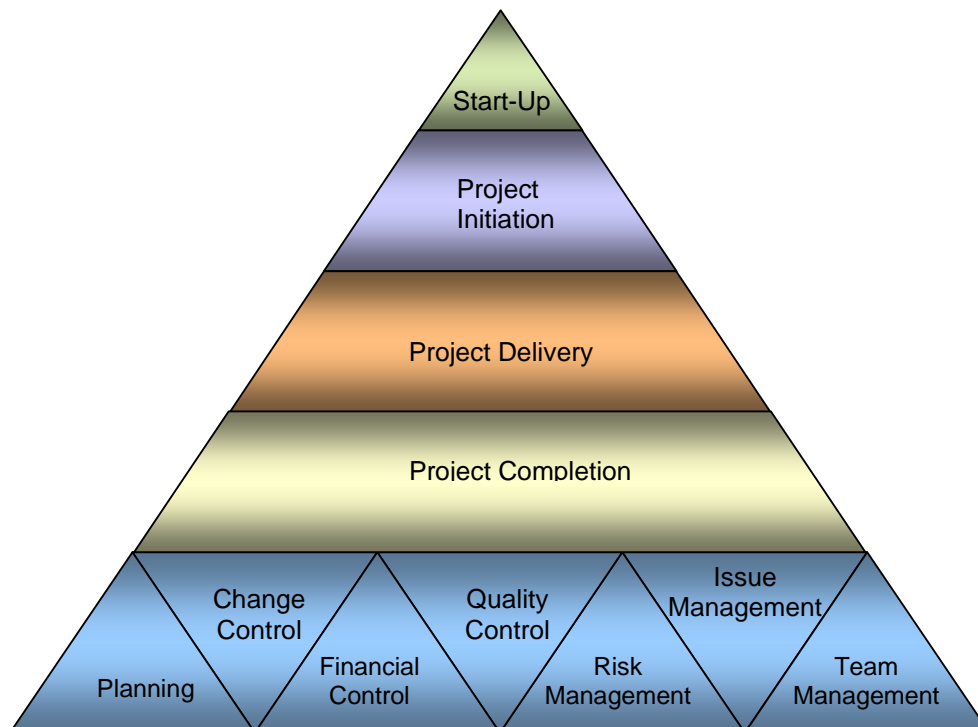 Start-Up
Project
Initiation
Project Delivery
Project Completion
Change
Control
Quality
Control
Issue
Management
Planning
Financial
Control
Risk
Management
Team
Management